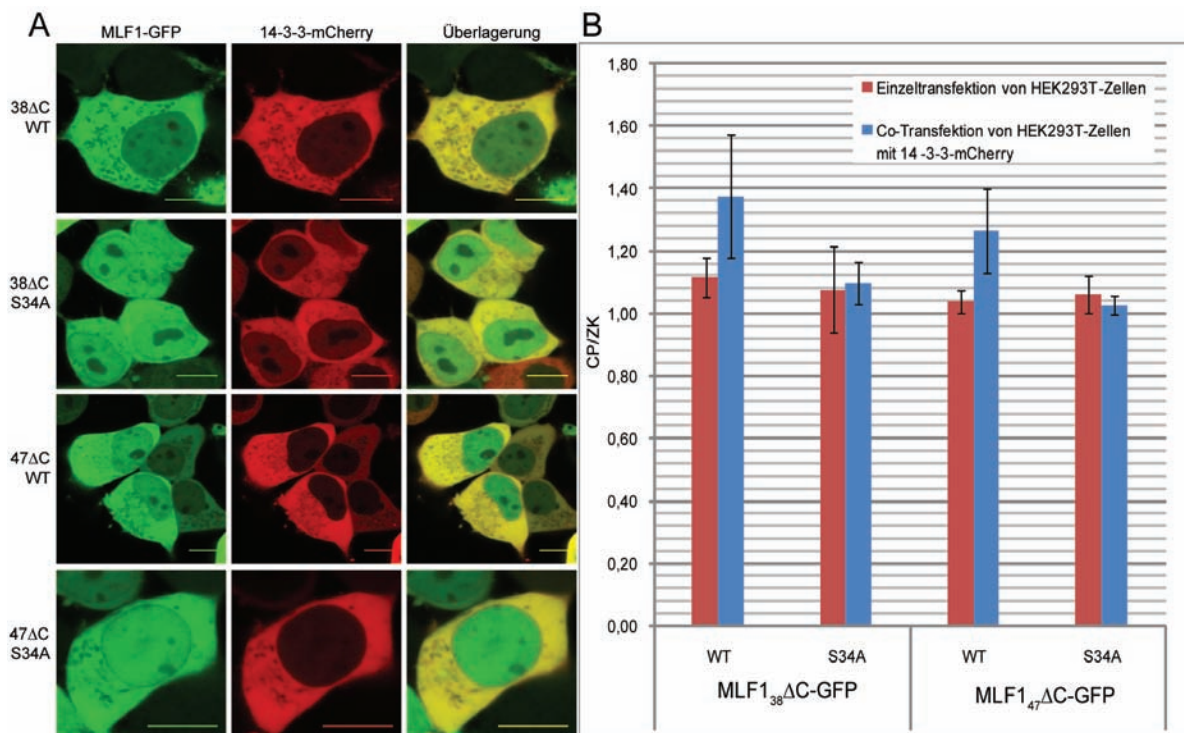 A
MLF1-GFP 14-3-3-mCherry Überlagerung
38ΔC
WT
38ΔC
S34A
47ΔC
WT
47ΔC
S34A
B
1,80
1,60
1,40
1,20
1,00
0,80
0,60
0,40
0,20
0,00
CP/ZK
Einzeltransfektion von HEK293T-Zellen
Co-Transfektion von HEK293T-Zellen
mit 14 -3-3-mCherry
WT S34A WT S34A
MLF1₃₈ΔC-GFP MLF1₄₇ΔC-GFP